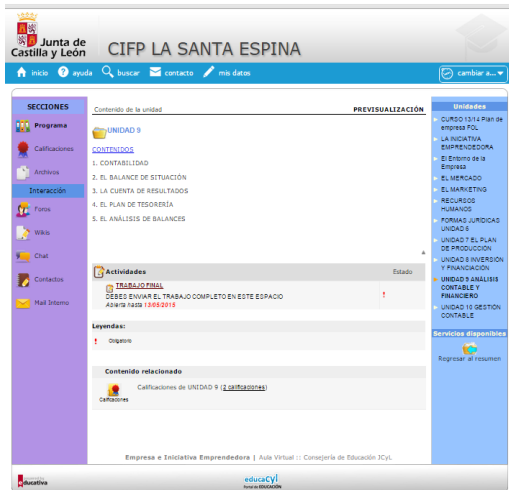 Junta de
Castilla y León
CIFP LA SANTA ESPINA
inicio ayuda buscar contacto mis datos cambiar a...
SECCIONES
Programa
Calificaciones
Archivos
Interacción
Foros
Wikis
Chat
Contactos
Mail Interno
Contenido de la unidad PREVISUALIZACIÓN
UNIDAD 9
CONTENIDOS
1. CONTABILIDAD
2. EL BALANCE DE SITUACIÓN
3. LA CUENTA DE RESULTADOS
4. EL PLAN DE TESORERÍA
5. EL ANÁLISIS DE BALANCES
Actividades Estado
TRABAJO FINAL
DEBES ENVIAR EL TRABAJO COMPLETO EN ESTE ESPACIO
Abierta hasta 13/05/2015
!
Leyendas:
! Obligatorio
Contenido relacionado
Calificaciones
Calificaciones de UNIDAD 9 (2 calificaciones)
Unidades
CURSO 13/14 Plan de
empresa FOL
LA INICIATIVA
EMPRENDEDORA
El Entorno de la
Empresa
EL MERCADO
EL MARKETING
RECURSOS
HUMANOS
FORMAS JURÍDICAS
UNIDAD 6
UNIDAD 7 EL PLAN
DE PRODUCCIÓN
UNIDAD 8 INVERSIÓN
Y FINANCIACIÓN
UNIDAD 9 ANÁLISIS
CONTABLE Y
FINANCIERO
UNIDAD 10 GESTIÓN
CONTABLE
Servicios disponibles
Regresar al resumen
Empresa e Iniciativa Emprendedora | Aula Virtual :: Consejería de Educación JCyL
educativa
educaCyl
Portal de EDUCACIÓN